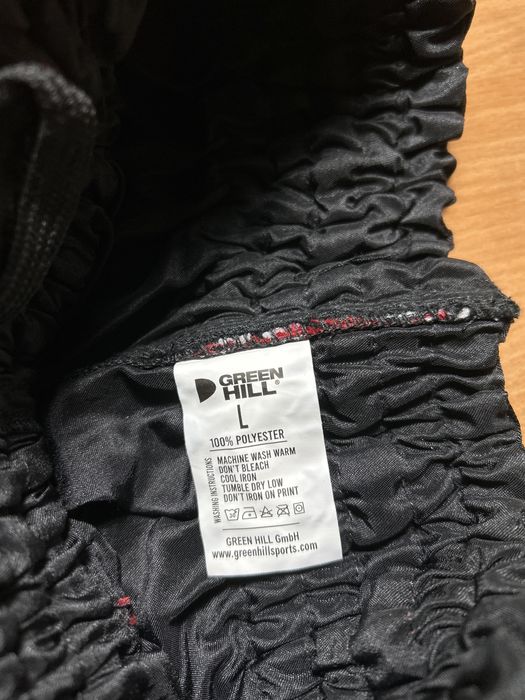 GREEN
HILL®
L
100% POLYESTER
WASHING INSTRUCTIONS
MACHINE WASH WARM
DON'T BLEACH
COOL IRON
TUMBLE DRY LOW
DON'T IRON ON PRINT
GREEN HILL GmbH
www.greenhillsports.com